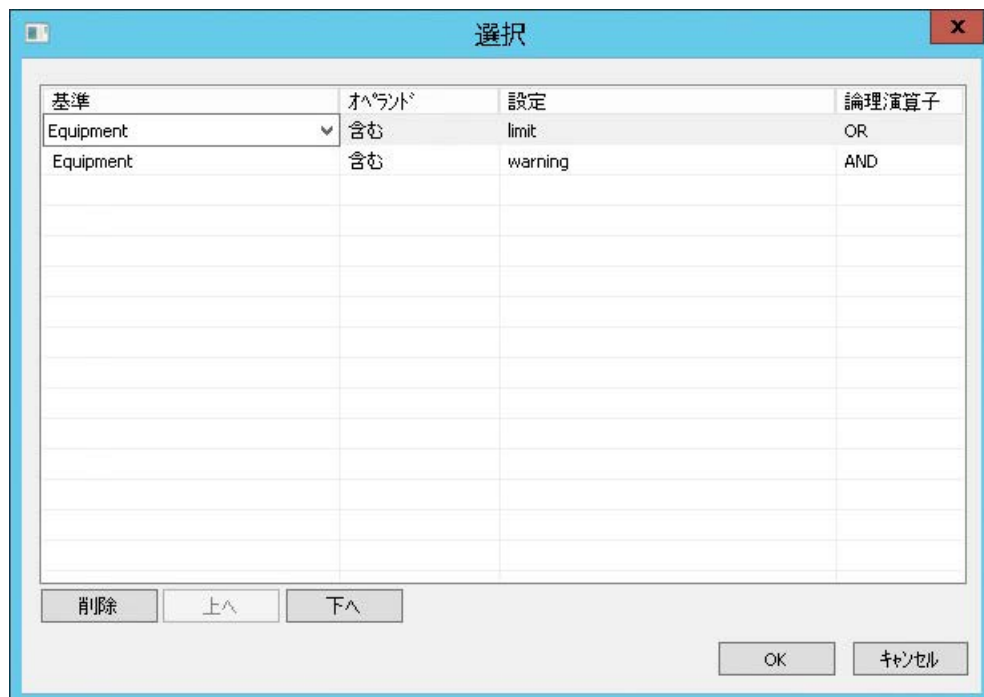 選択
x
基準 ｵﾍﾟﾗﾝﾄﾞ 設定 論理演算子
Equipment 含む limit OR
Equipment 含む warning AND
削除 上へ 下へ
OK ｷｬﾝｾﾙ